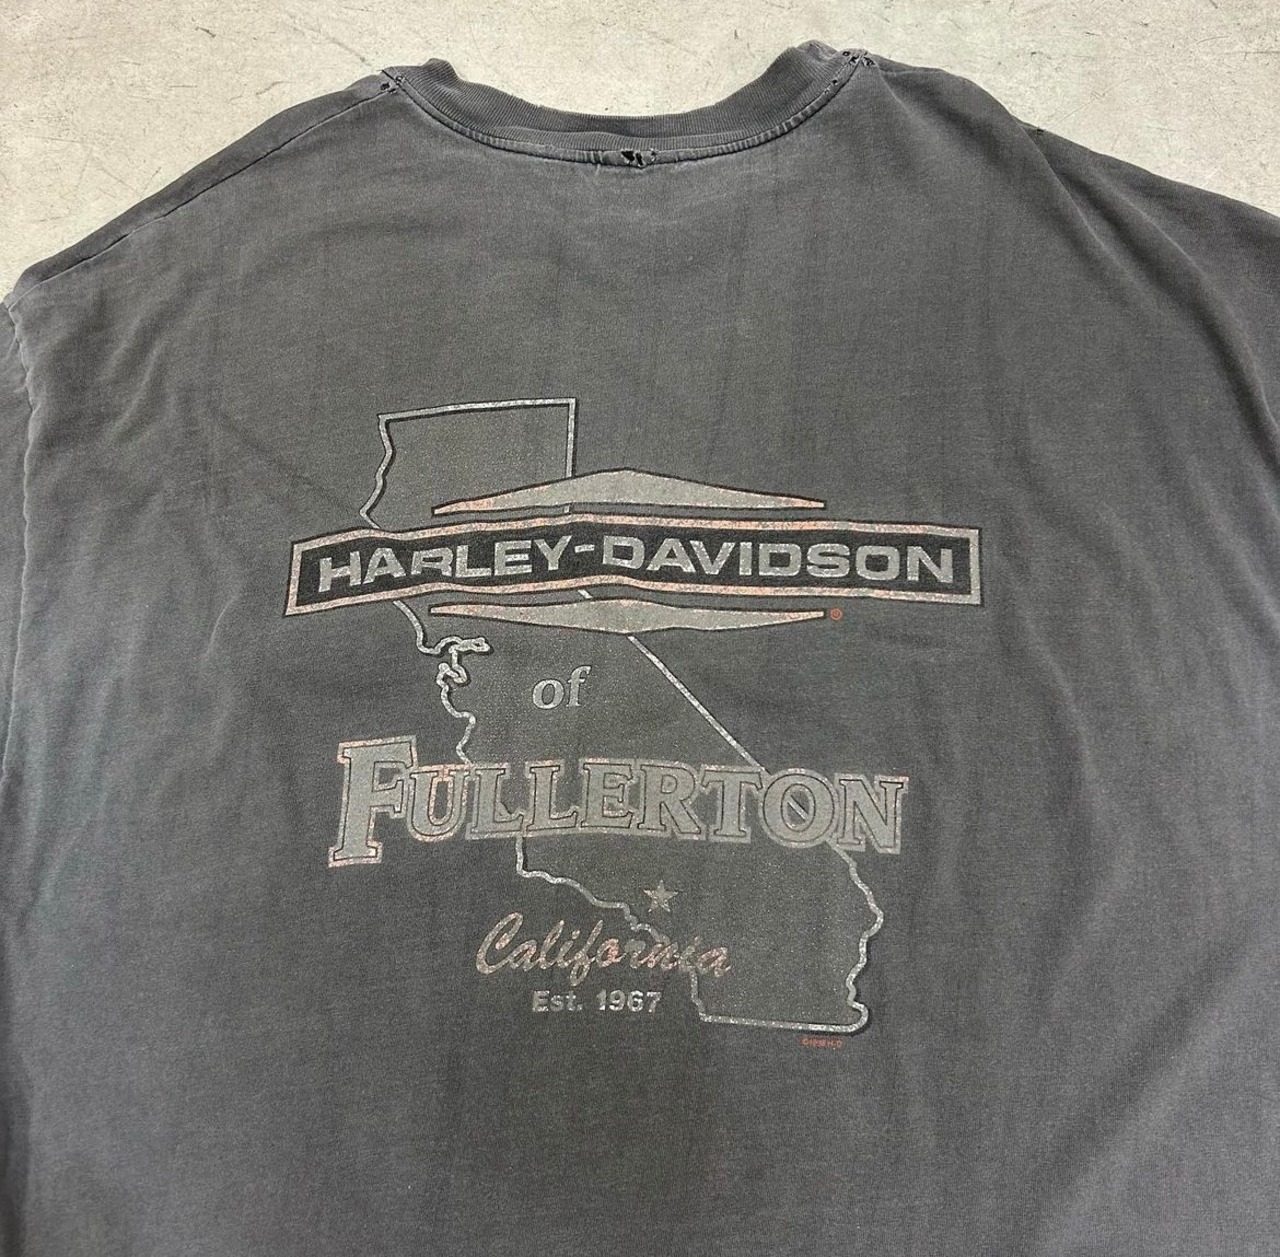 HARLEY-DAVIDSON
®
of
FULLERTON
California
Est. 1967